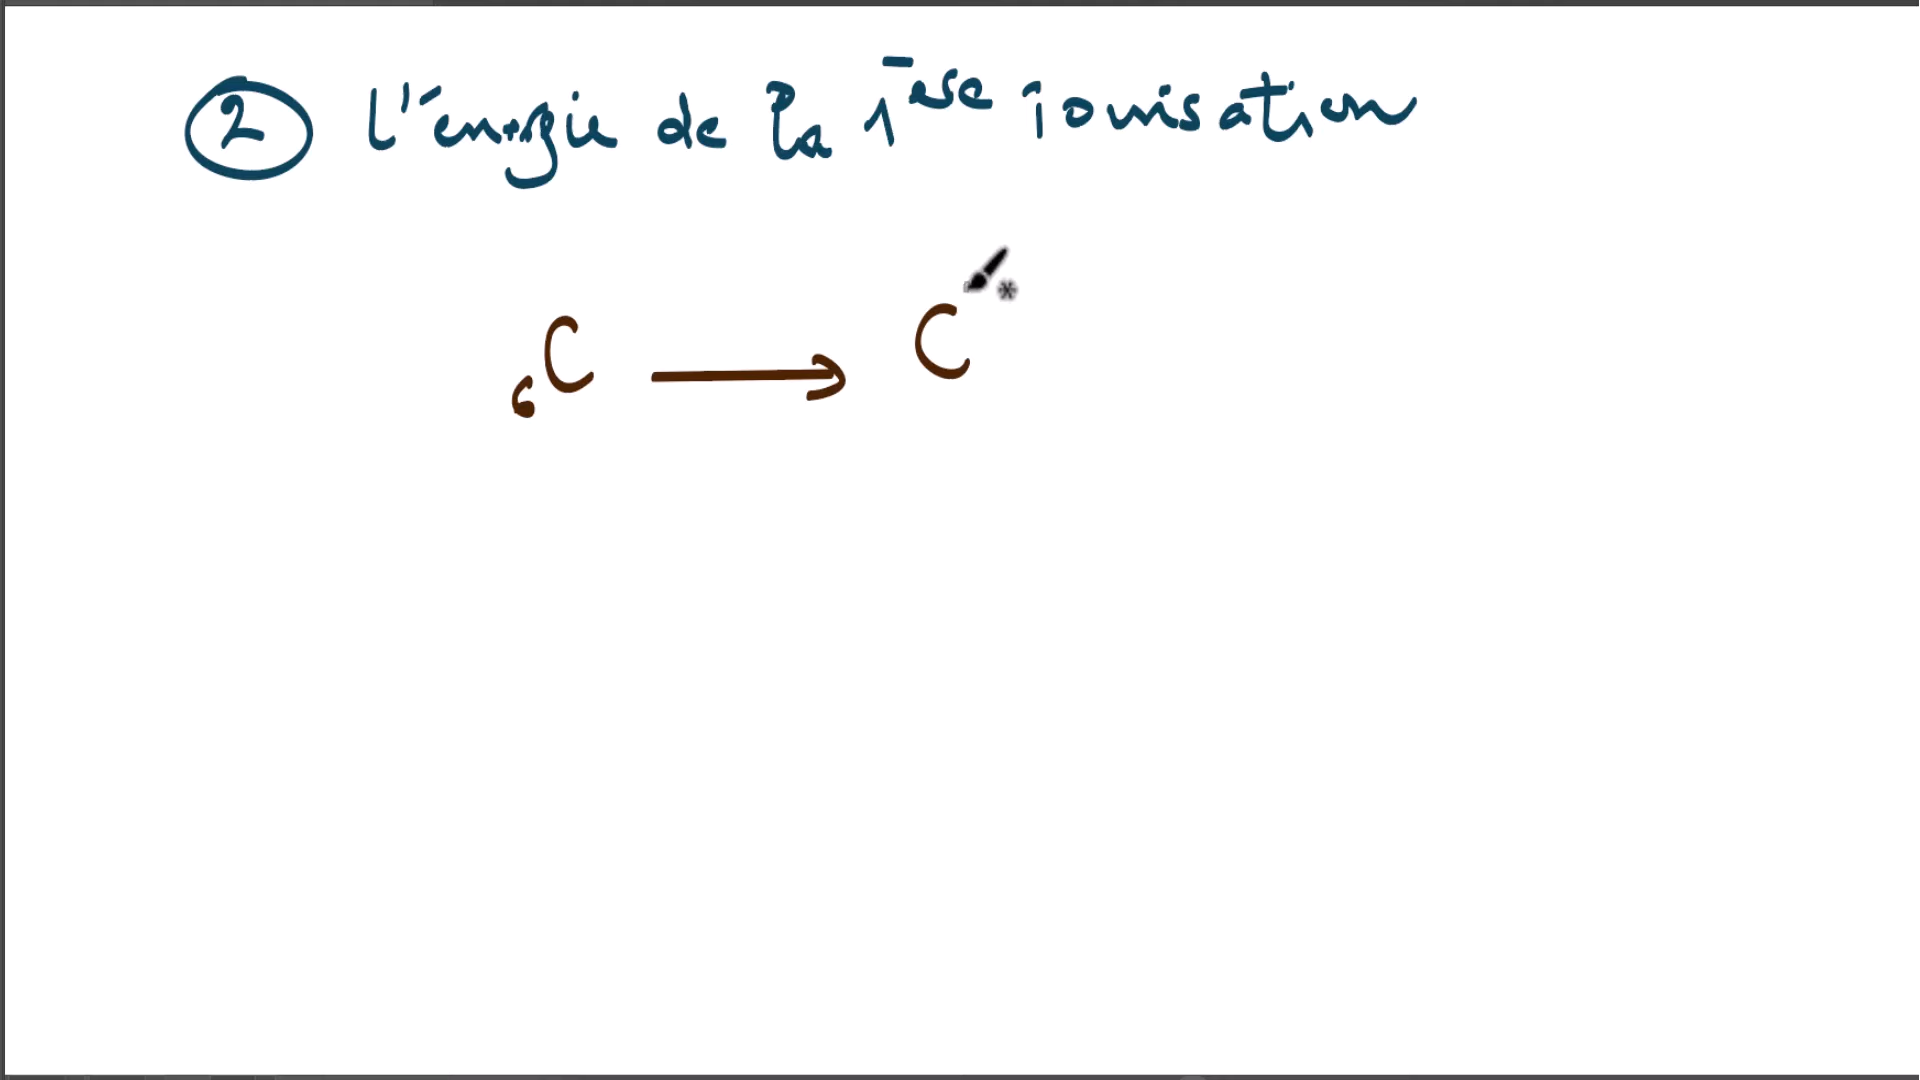 ② L'énergie de la 1ère ionisation
₆C → C